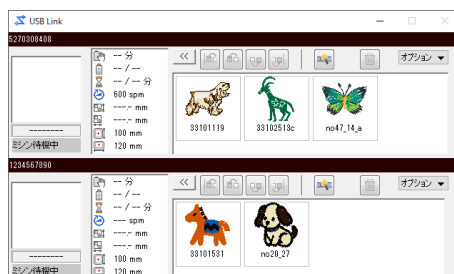 USB Link
5270308408
-- 分
-- / --
-- / -- 分
600 spm
---.- mm
---.- mm
100 mm
120 mm
--------
ミシン待機中
オプション
33101119
33102513c
no47_14_a
1234567890
-- 分
-- / --
-- / -- 分
--- spm
---.- mm
---.- mm
100 mm
120 mm
--------
ミシン待機中
オプション
33101531
no20_27